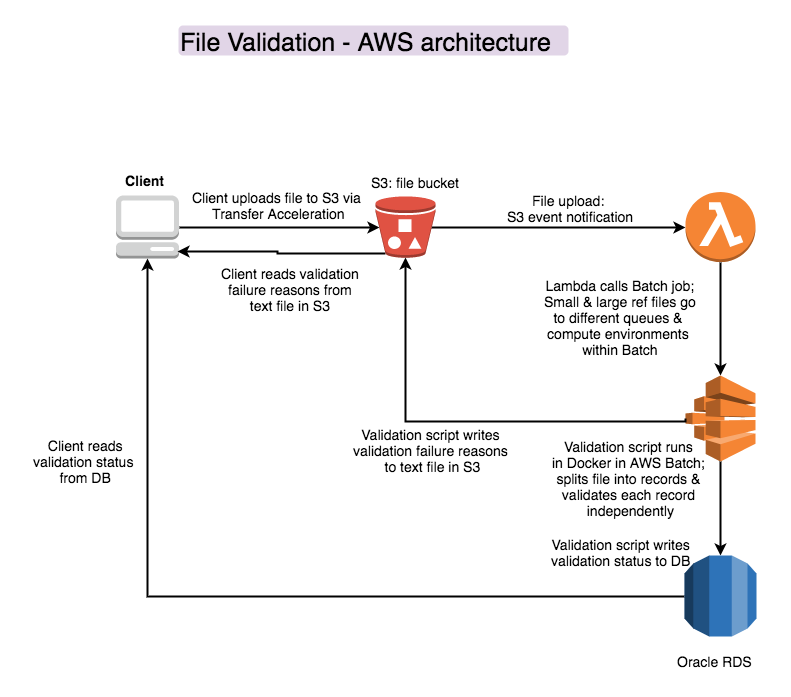 File Validation - AWS architecture
Client
S3: file bucket
Client uploads file to S3 via
Transfer Acceleration
File upload:
S3 event notification
Client reads validation
failure reasons from
text file in S3
Lambda calls Batch job;
Small & large ref files go
to different queues &
compute environments
within Batch
Validation script writes
validation failure reasons
to text file in S3
Client reads
validation status
from DB
Validation script runs
in Docker in AWS Batch;
splits file into records &
validates each record
independently
Validation script writes
validation status to DB
Oracle RDS